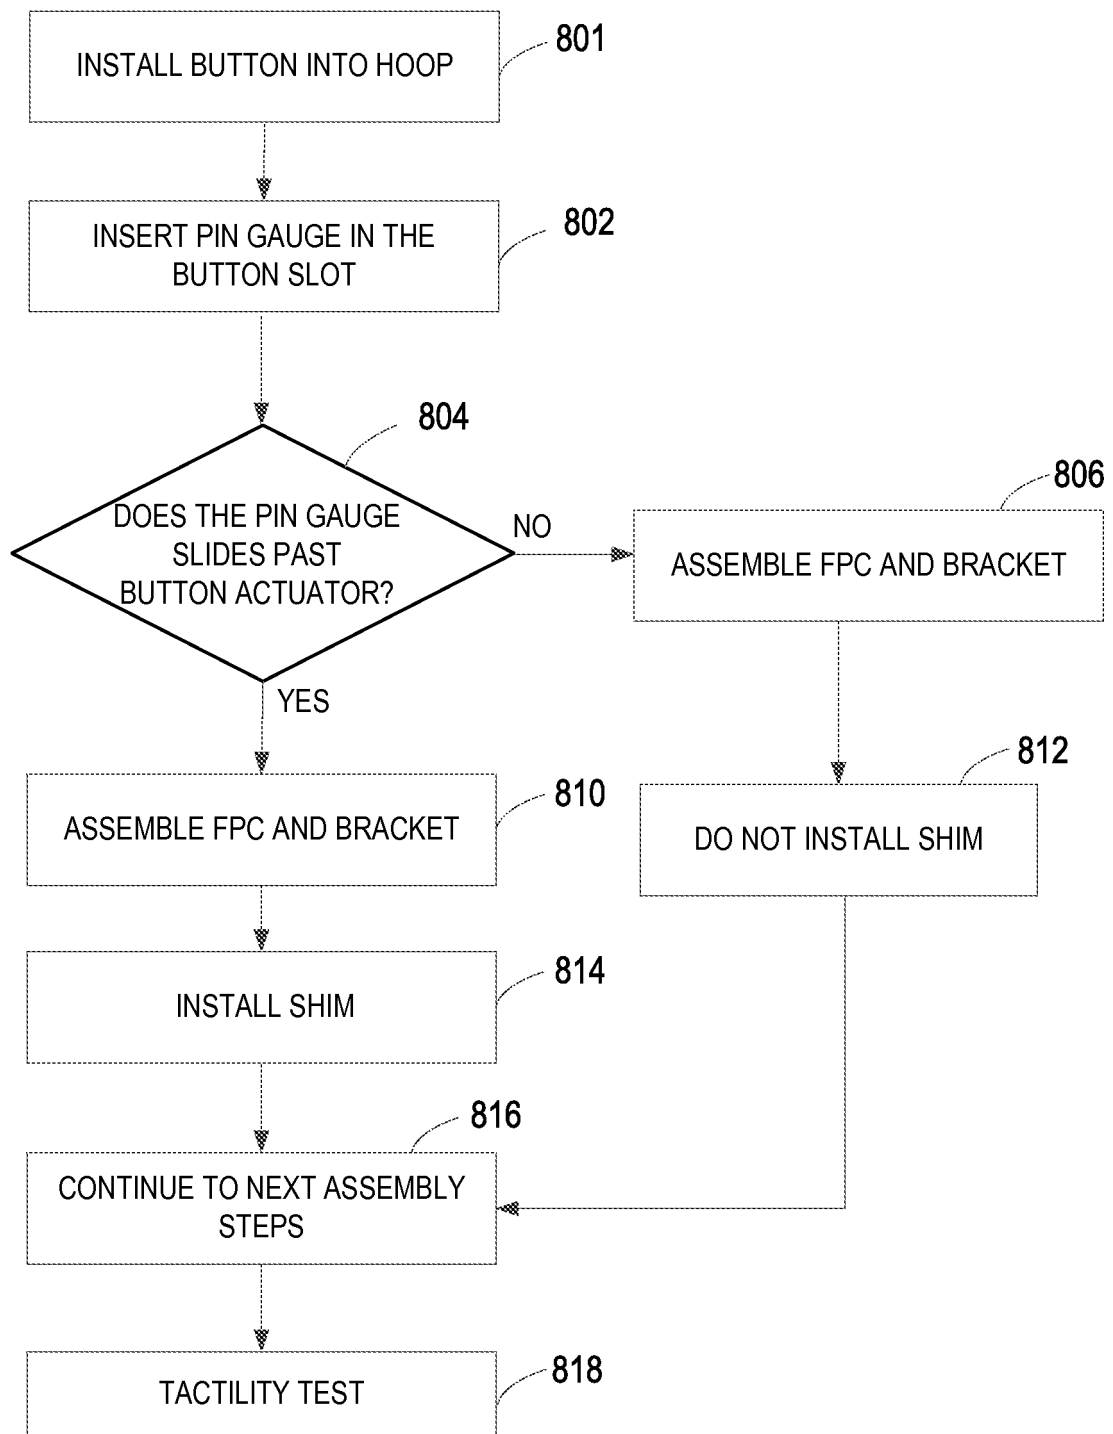 INSTALL BUTTON INTO HOOP
801
INSERT PIN GAUGE IN THE
BUTTON SLOT
802
804
DOES THE PIN GAUGE
SLIDES PAST
BUTTON ACTUATOR?
NO
YES
806
ASSEMBLE FPC AND BRACKET
810
ASSEMBLE FPC AND BRACKET
812
DO NOT INSTALL SHIM
814
INSTALL SHIM
816
CONTINUE TO NEXT ASSEMBLY
STEPS
818
TACTILITY TEST